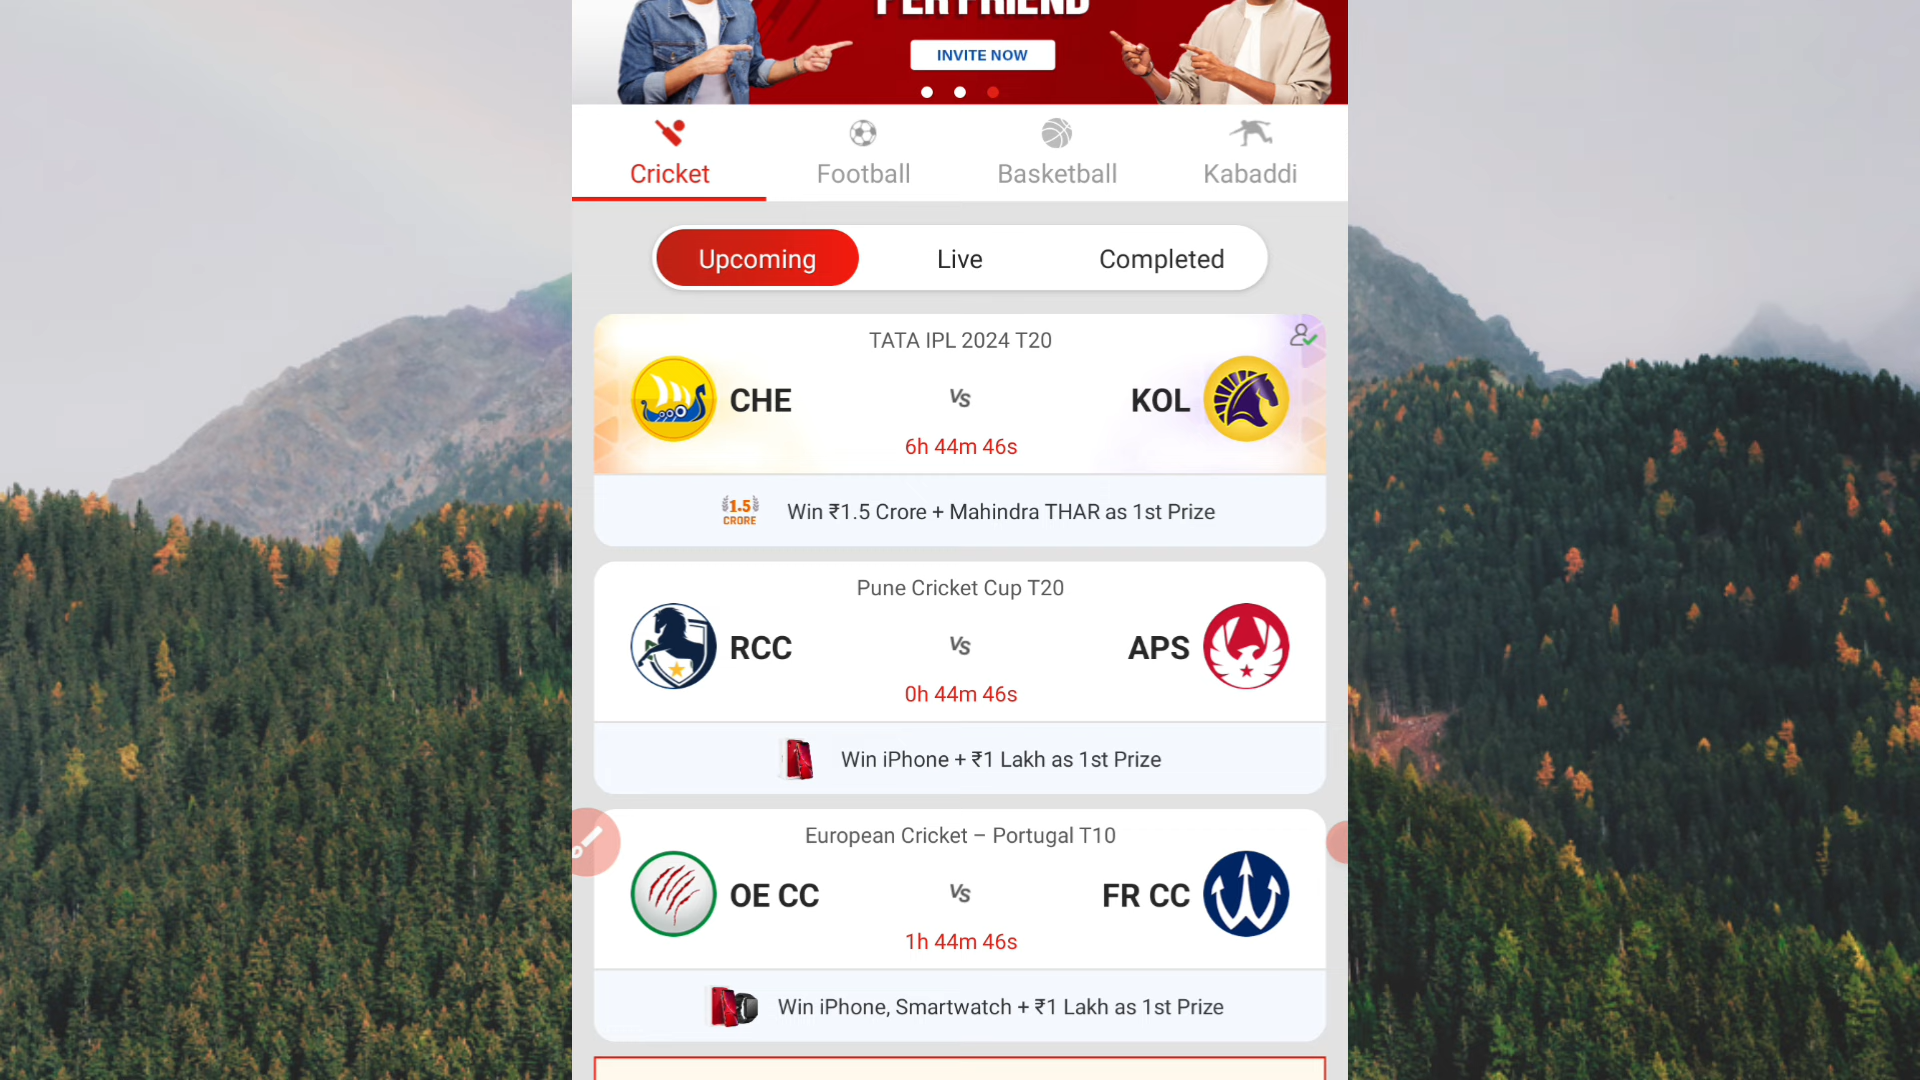 PER FRIEND
INVITE NOW
Cricket
Football
Basketball
Kabaddi
Upcoming
Live
Completed
TATA IPL 2024 T20
CHE
VS
KOL
6h 44m 46s
1.5
CRORE
Win ₹1.5 Crore + Mahindra THAR as 1st Prize
Pune Cricket Cup T20
RCC
VS
APS
0h 44m 46s
Win iPhone + ₹1 Lakh as 1st Prize
European Cricket – Portugal T10
OE CC
VS
FR CC
1h 44m 46s
Win iPhone, Smartwatch + ₹1 Lakh as 1st Prize